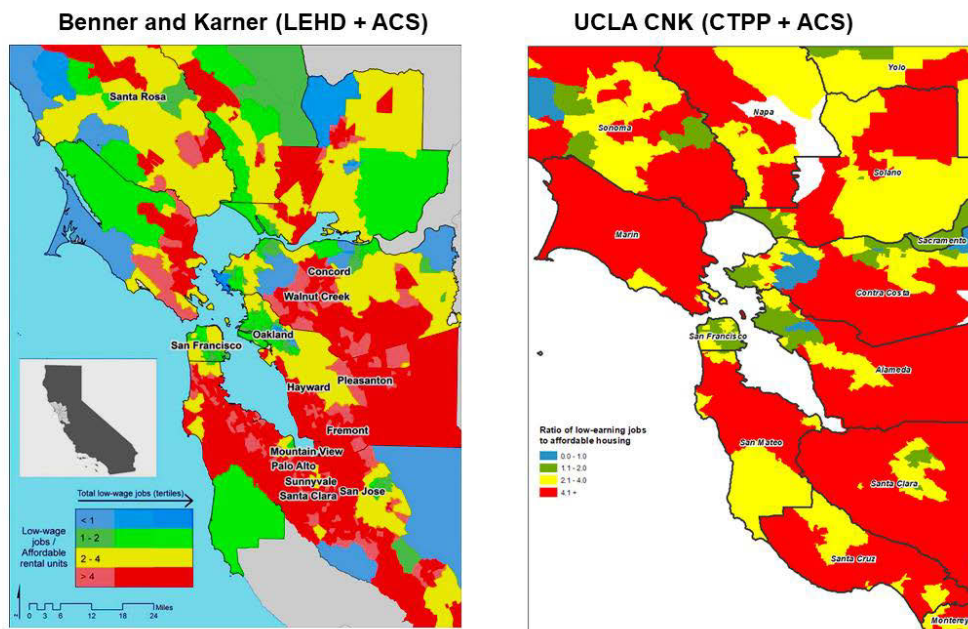 Benner and Karner (LEHD + ACS)
Santa Rosa
Concord
Walnut Creek
Oakland
San Francisco
Hayward
Pleasanton
Fremont
Mountain View
Palo Alto
Sunnyvale
Santa Clara
San Jose
Total low-wage jobs (tertiles)
Low-wage
jobs /
Affordable
rental units
< 1
1 - 2
2 - 4
> 4
Miles
0 3 6 12 18 24
UCLA CNK (CTPP + ACS)
Yolo
Napa
Sonoma
Solano
Marin
Sacramento
Contra Costa
San Francisco
Alameda
Ratio of low-earning jobs
to affordable housing
0.0 - 1.0
1.1 - 2.0
2.1 - 4.0
4.1 +
San Mateo
Santa Clara
Santa Cruz
Monterey